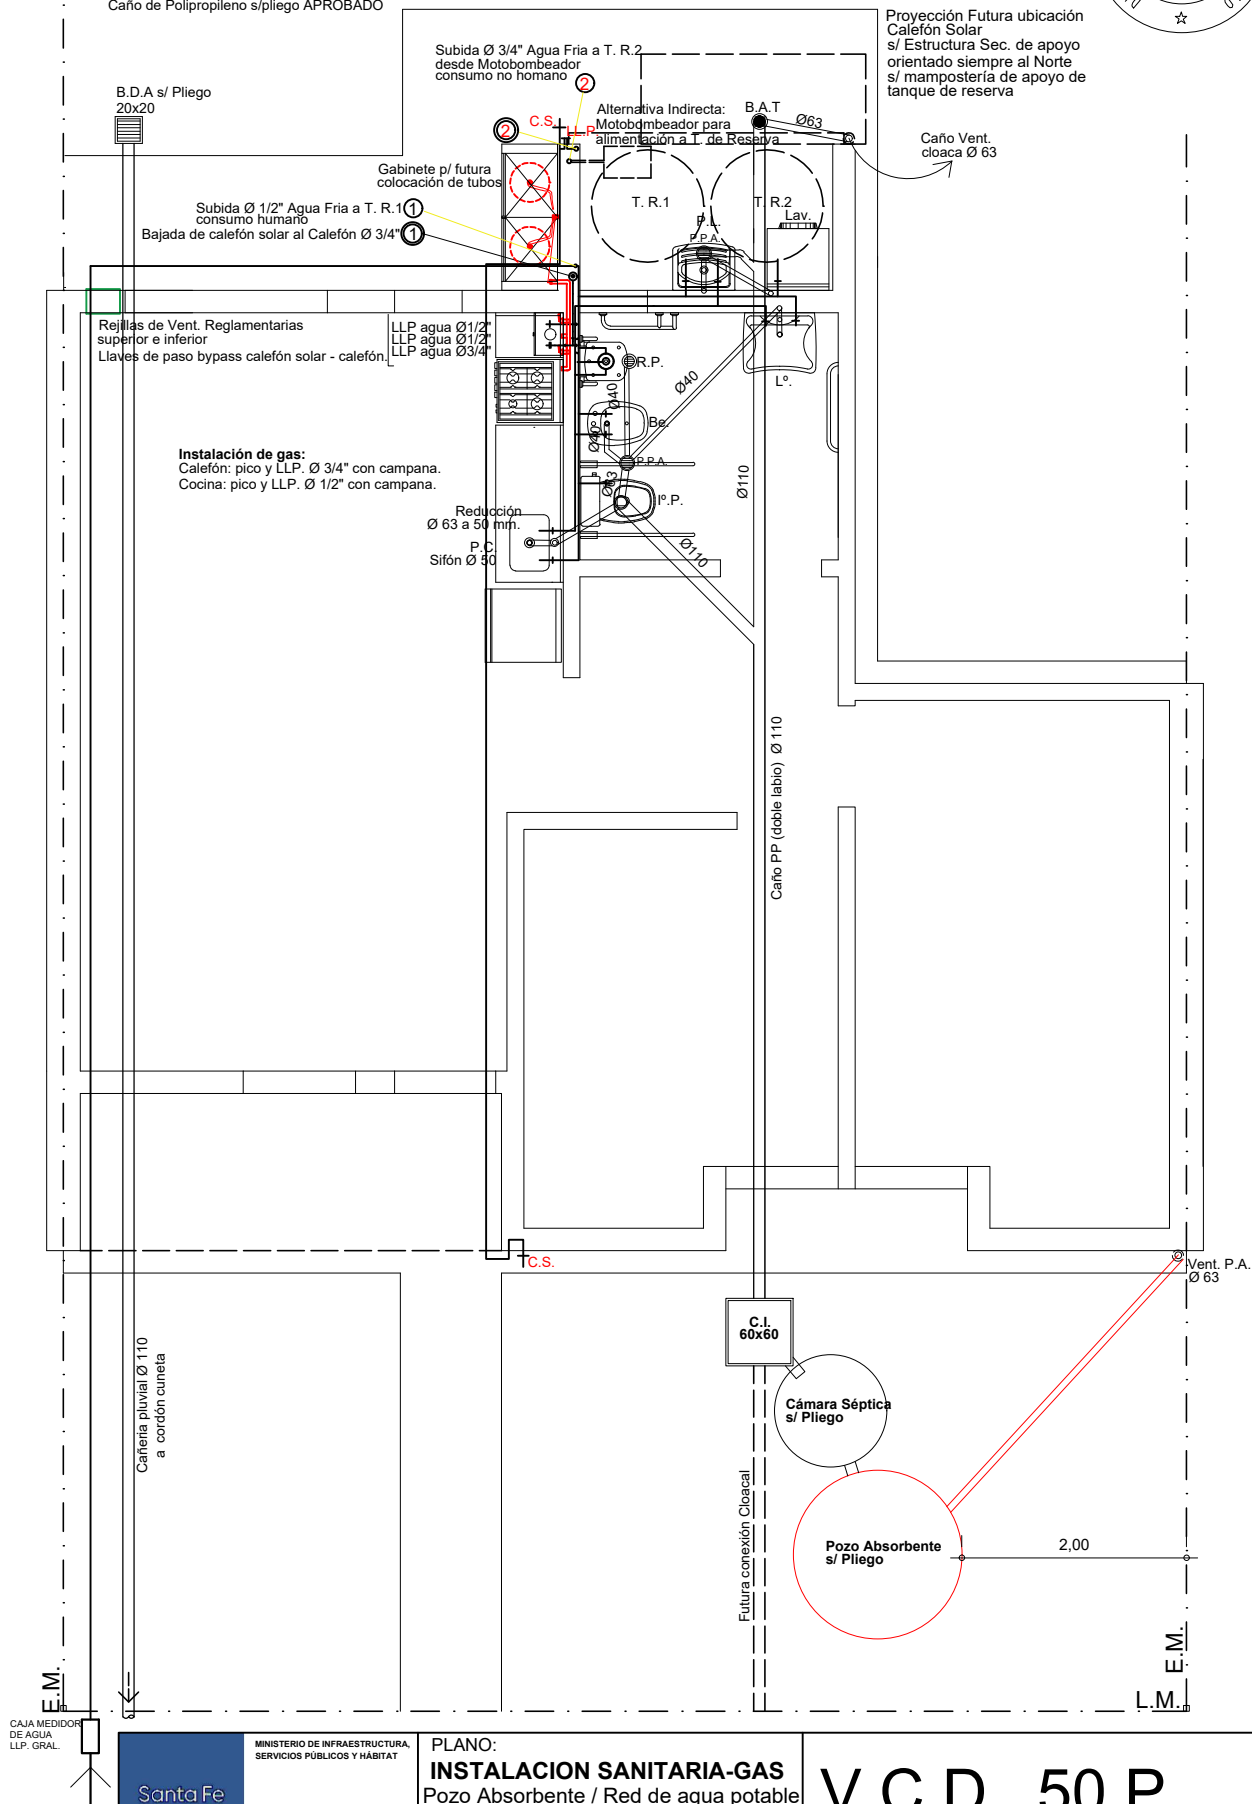 Caño de Polipropileno s/pliego APROBADO
Proyección Futura ubicación
Calefón Solar
s/ Estructura Sec. de apoyo
orientado siempre al Norte
s/ mampostería de apoyo de
tanque de reserva
Subida Ø 3/4" Agua Fria a T. R.2
desde Motobombeador
consumo no homano
2
B.D.A s/ Pliego
20x20
C.S.
LL.P
2
Alternativa Indirecta:
Motobombeador para
alimentación a T. de Reserva
B.A.T
Ø63
Caño Vent.
cloaca Ø 63
Gabinete p/ futura
colocación de tubos
T. R.1
T. R.2
Lav.
P.L.
P.P.A.
Subida Ø 1/2" Agua Fria a T. R.1
consumo humano
1
Bajada de calefón solar al Calefón Ø 3/4"
1
Rejillas de Vent. Reglamentarias
superior e inferior
Llaves de paso bypass calefón solar - calefón.
LLP agua Ø1/2"
LLP agua Ø1/2"
LLP agua Ø3/4"
R.P.
Lº.
Ø40
Ø40
Be.
Ø40
P.P.A.
Ø63
Iº.P.
Ø110
Ø110
Instalación de gas:
Calefón: pico y LLP. Ø 3/4" con campana.
Cocina: pico y LLP. Ø 1/2" con campana.
Reducción
Ø 63 a 50 mm.
P.C.
Sifón Ø 50
Caño PP (doble labio) Ø 110
C.S.
Vent. P.A.
Ø 63
C.I.
60x60
Cámara Séptica
s/ Pliego
Cañeria pluvial Ø 110
a cordón cuneta
Futura conexión Cloacal
Pozo Absorbente
s/ Pliego
2,00
E.M.
E.M.
L.M.
CAJA MEDIDOR
DE AGUA
LLP. GRAL.
Santa Fe
MINISTERIO DE INFRAESTRUCTURA,
SERVICIOS PÚBLICOS Y HÁBITAT
PLANO:
INSTALACION SANITARIA-GAS
Pozo Absorbente / Red de agua potable
V.C.D. 50 P